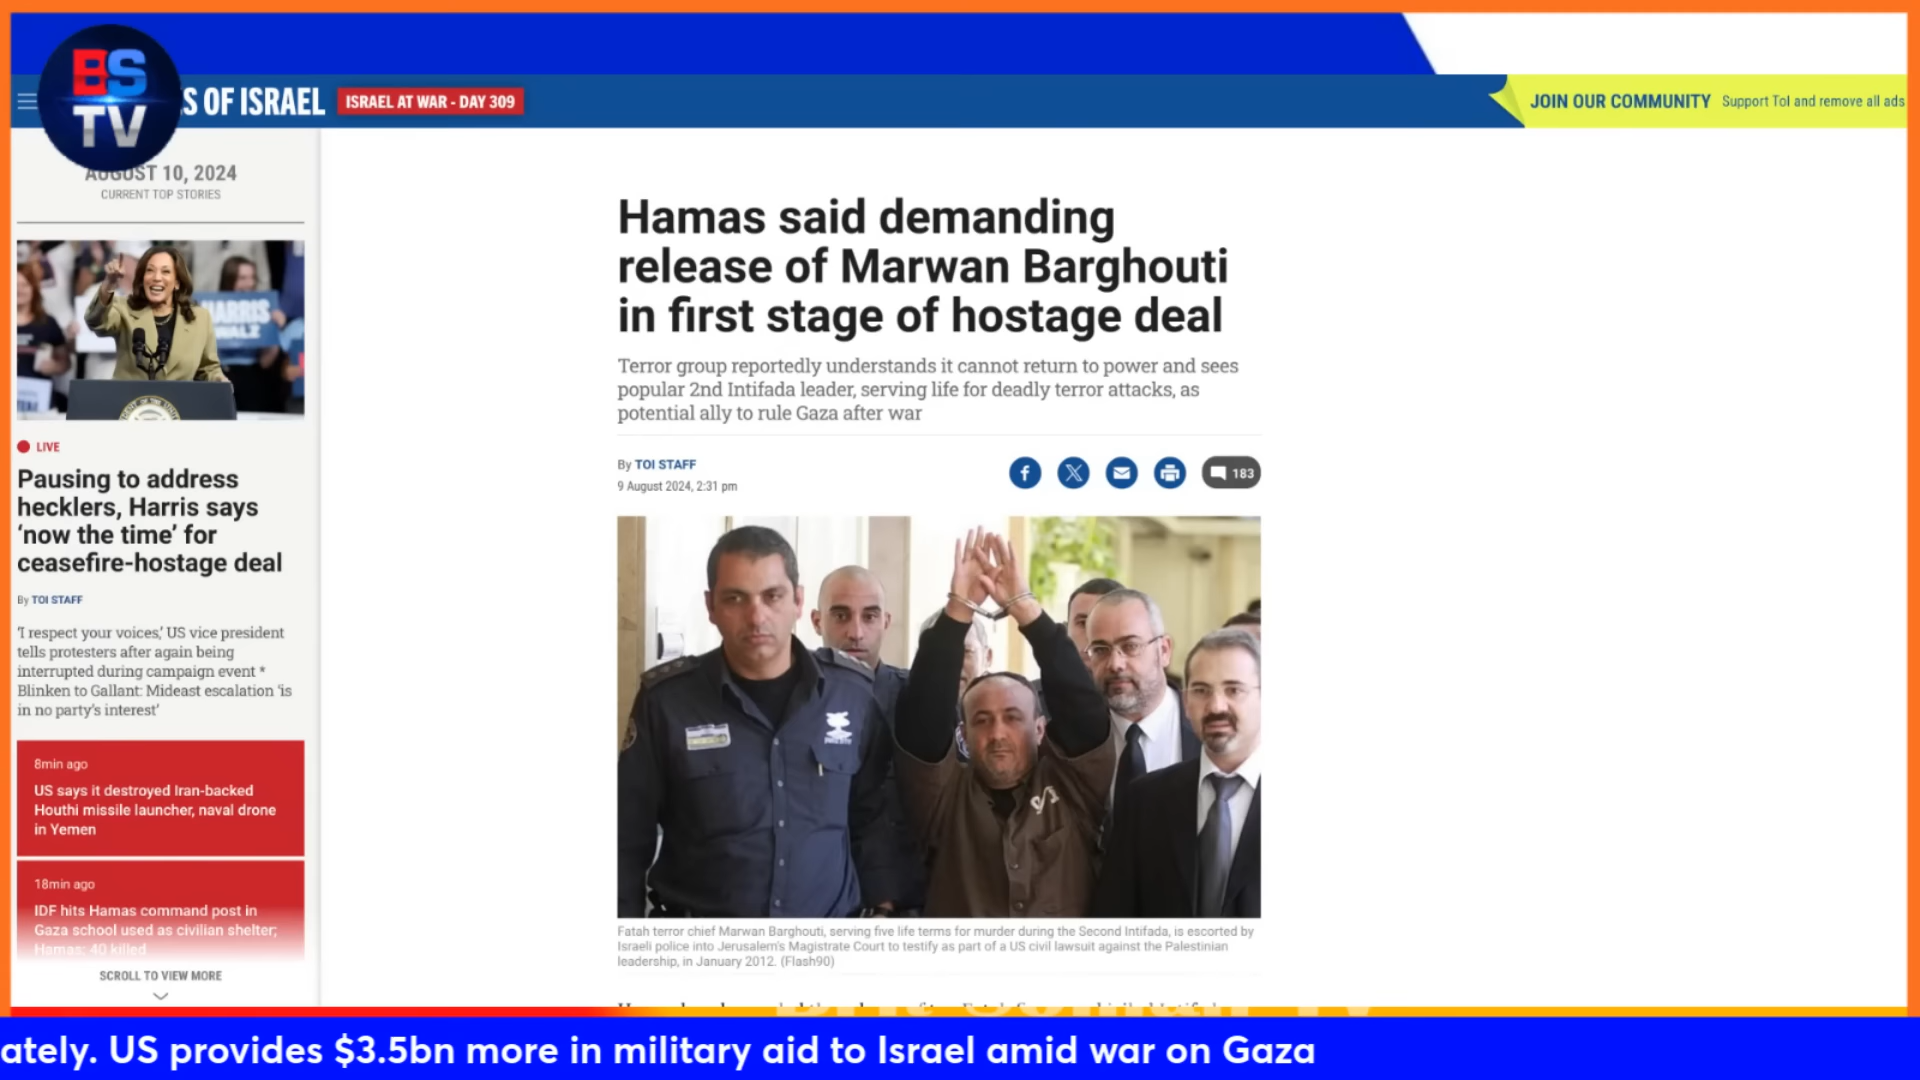 BS
TV
S OF ISRAEL
ISRAEL AT WAR - DAY 309
JOIN OUR COMMUNITY Support ToI and remove all ads
AUGUST 10, 2024
CURRENT TOP STORIES
LIVE
Pausing to address
hecklers, Harris says
‘now the time’ for
ceasefire-hostage deal
By TOI STAFF
‘I respect your voices,’ US vice president
tells protesters after again being
interrupted during campaign event *
Blinken to Gallant: Mideast escalation ‘is
in no party’s interest’
8min ago
US says it destroyed Iran-backed
Houthi missile launcher, naval drone
in Yemen
18min ago
IDF hits Hamas command post in
Gaza school used as civilian shelter;
Hamas: 40 killed
SCROLL TO VIEW MORE
Hamas said demanding
release of Marwan Barghouti
in first stage of hostage deal
Terror group reportedly understands it cannot return to power and sees
popular 2nd Intifada leader, serving life for deadly terror attacks, as
potential ally to rule Gaza after war
By TOI STAFF
9 August 2024, 2:31 pm
183
HARRIS
WALZ
Fatah terror chief Marwan Barghouti, serving five life terms for murder during the Second Intifada, is escorted by
Israeli police into Jerusalem's Magistrate Court to testify as part of a US civil lawsuit against the Palestinian
leadership, in January 2012. (Flash90)
ately. US provides $3.5bn more in military aid to Israel amid war on Gaza